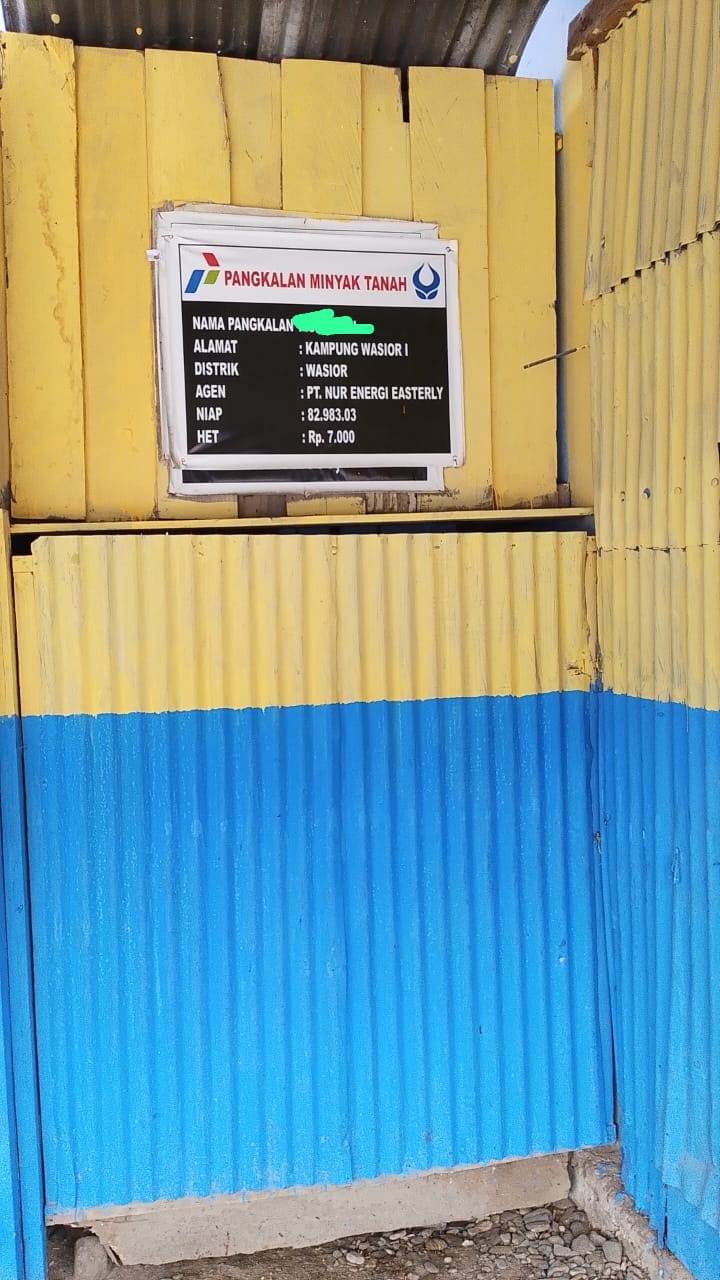 PANGKALAN MINYAK TANAH
NAMA PANGKALAN
ALAMAT : KAMPUNG WASIOR I
DISTRIK : WASIOR
AGEN : PT. NUR ENERGI EASTERLY
NIAP : 82.983.03
HET : Rp. 7.000